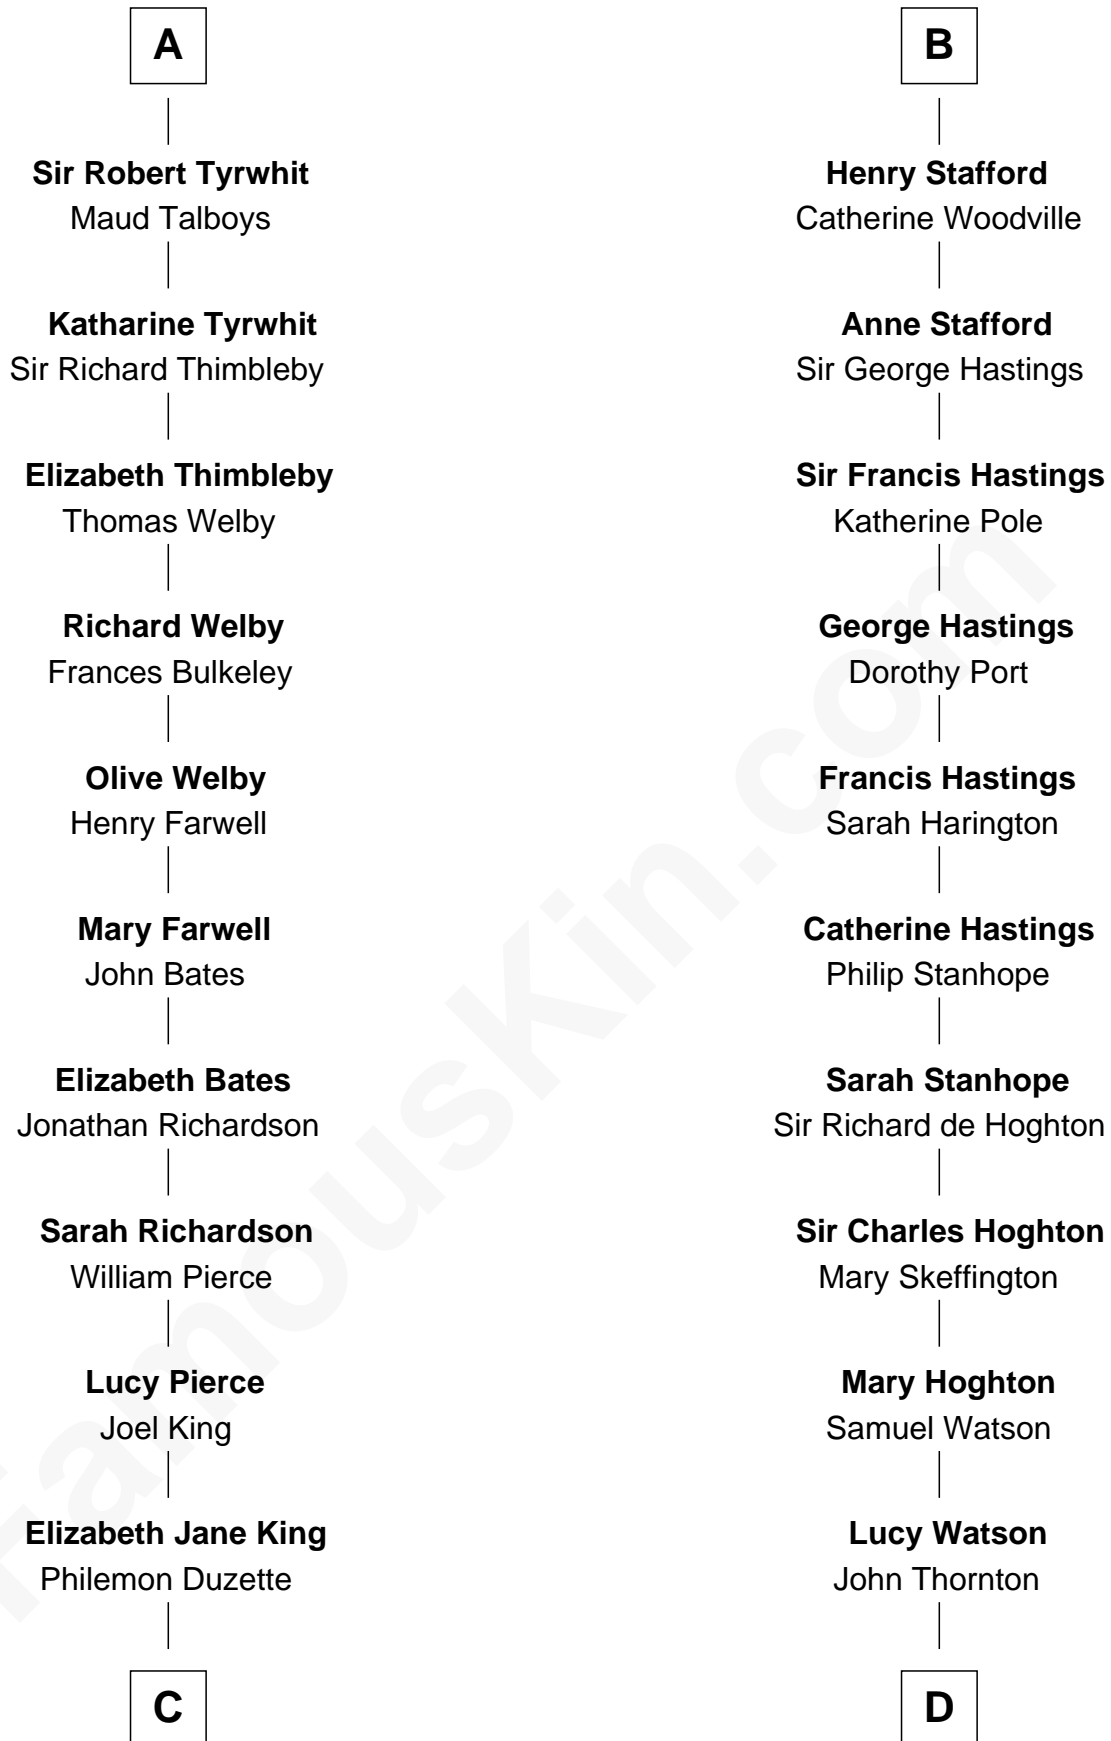 A
Sir Robert Tyrwhit
Maud Talboys
Katharine Tyrwhit
Sir Richard Thimbleby
Elizabeth Thimbleby
Thomas Welby
Richard Welby
Frances Bulkeley
Olive Welby
Henry Farwell
Mary Farwell
John Bates
Elizabeth Bates
Jonathan Richardson
Sarah Richardson
William Pierce
Lucy Pierce
Joel King
Elizabeth Jane King
Philemon Duzette
C
B
Henry Stafford
Catherine Woodville
Anne Stafford
Sir George Hastings
Sir Francis Hastings
Katherine Pole
George Hastings
Dorothy Port
Francis Hastings
Sarah Harington
Catherine Hastings
Philip Stanhope
Sarah Stanhope
Sir Richard de Hoghton
Sir Charles Hoghton
Mary Skeffington
Mary Hoghton
Samuel Watson
Lucy Watson
John Thornton
D
FamousKin.com